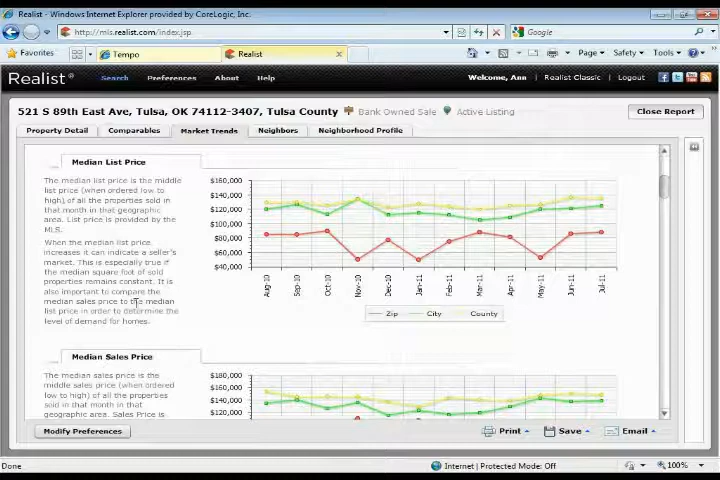 Realist - Windows Internet Explorer provided by CoreLogic, Inc.
http://mls.realist.com/index.jsp
Google
Favorites
Tempo
Realist
Page
Safety
Tools
Realist
Search
Preferences
About
Help
Welcome, Ann
Realist Classic
Logout
521 S 89th East Ave, Tulsa, OK 74112-3407, Tulsa County
Bank Owned Sale
Active Listing
Close Report
Property Detail
Comparables
Market Trends
Neighbors
Neighborhood Profile
Median List Price
The median list price is the middle
list price (when ordered low to
high) of all the properties sold in
that month in that geographic
area. List price is provided by the
MLS.
When the median list price
increases it can indicate a seller's
market. This is especially true if
the median square foot of sold
properties remains constant. It is
also important to compare the
median sales price to the median
list price in order to determine the
level of demand for homes.
$160,000
$140,000
$120,000
$100,000
$80,000
$60,000
$40,000
Aug-10
Sep-10
Oct-10
Nov-10
Dec-10
Jan-11
Feb-11
Mar-11
Apr-11
May-11
Jun-11
Jul-11
Zip
City
County
Median Sales Price
The median sales price is the
middle sales price (when ordered
low to high) of all the properties
sold in that month in that
geographic area. Sales Price is
$180,000
$160,000
$140,000
$120,000
Modify Preferences
Print
Save
Email
Done
Internet | Protected Mode: Off
100%